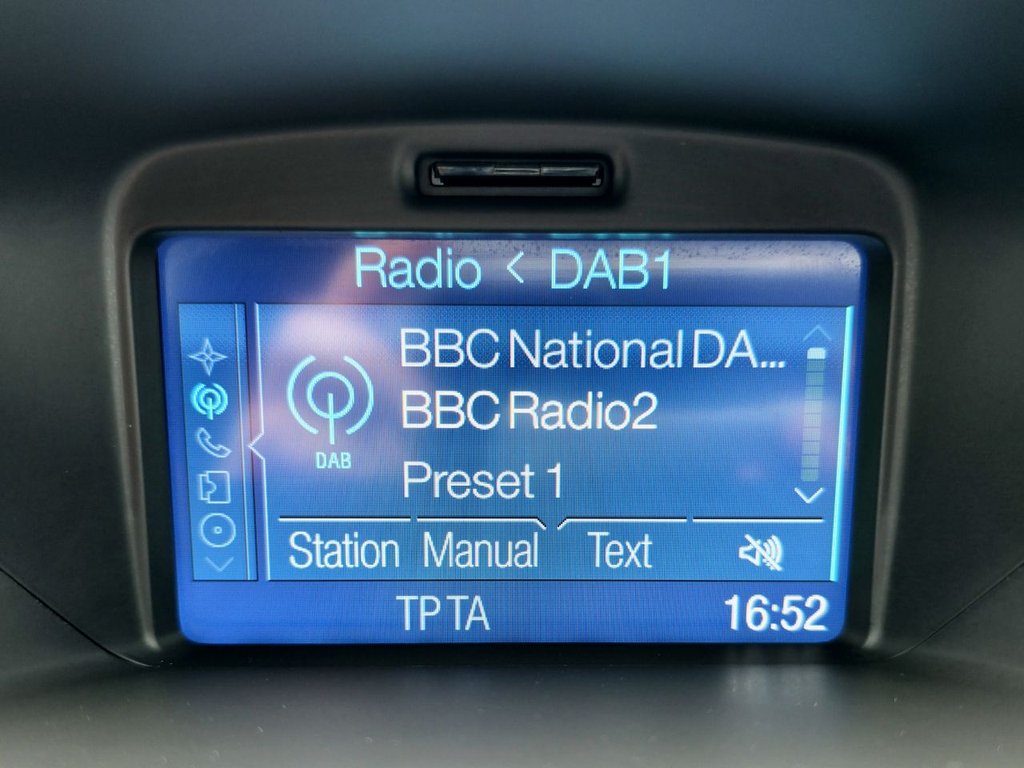 Radio < DAB1
BBC National DA...
BBC Radio2
DAB
Preset 1
Station Manual Text
TP TA 16:52